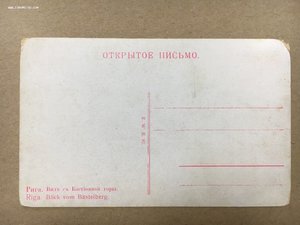 ОТКРЫТОЕ ПИСЬМО.
Рига. Видъ съ Бастіонной горы.
Riga. Blick vom Basteiberg.